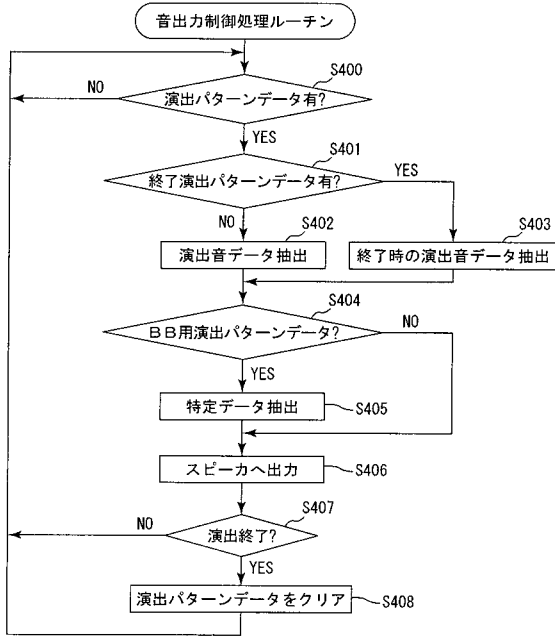 音出力制御処理ルーチン
S400
演出パターンデータ有?
NO
YES
S401
終了演出パターンデータ有?
YES
NO
S402
演出音データ抽出
S403
終了時の演出音データ抽出
S404
BB用演出パターンデータ?
NO
YES
特定データ抽出
S405
スピーカへ出力
S406
S407
演出終了?
NO
YES
演出パターンデータをクリア
S408